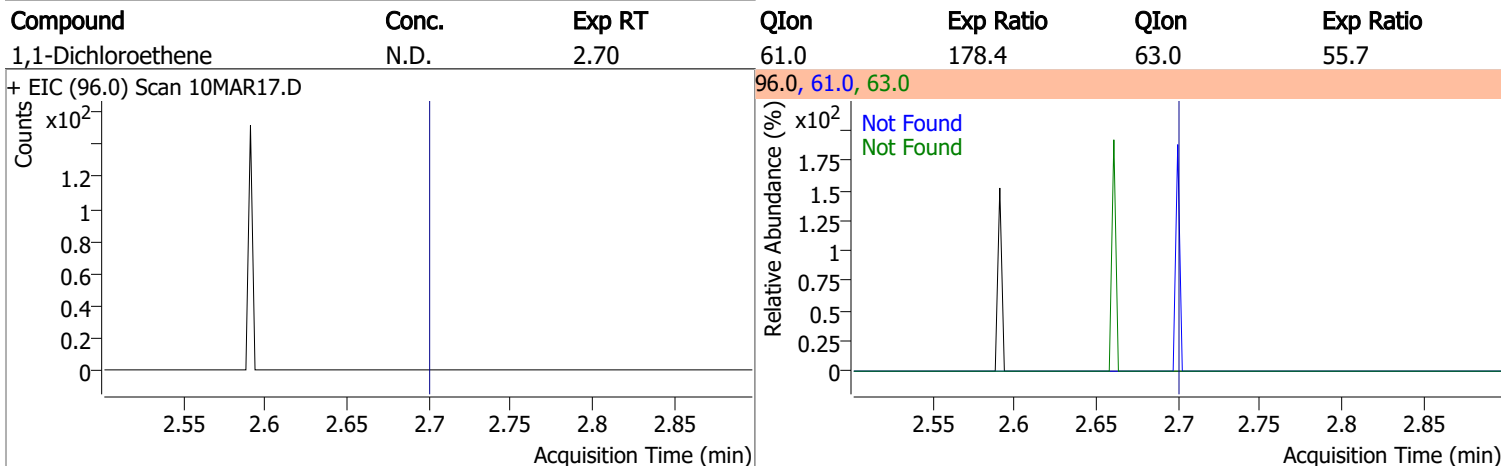 Compound Conc. Exp RT QIon Exp Ratio QIon Exp Ratio
1,1-Dichloroethene N.D. 2.70 61.0 178.4 63.0 55.7
+ EIC (96.0) Scan 10MAR17.D
Counts
x10²
1.2
1
0.8
0.6
0.4
0.2
0
2.55 2.6 2.65 2.7 2.75 2.8 2.85
Acquisition Time (min)
96.0, 61.0, 63.0
Relative Abundance (%)
x10²
Not Found
Not Found
1.75
1.5
1.25
1
0.75
0.5
0.25
0
2.55 2.6 2.65 2.7 2.75 2.8 2.85
Acquisition Time (min)